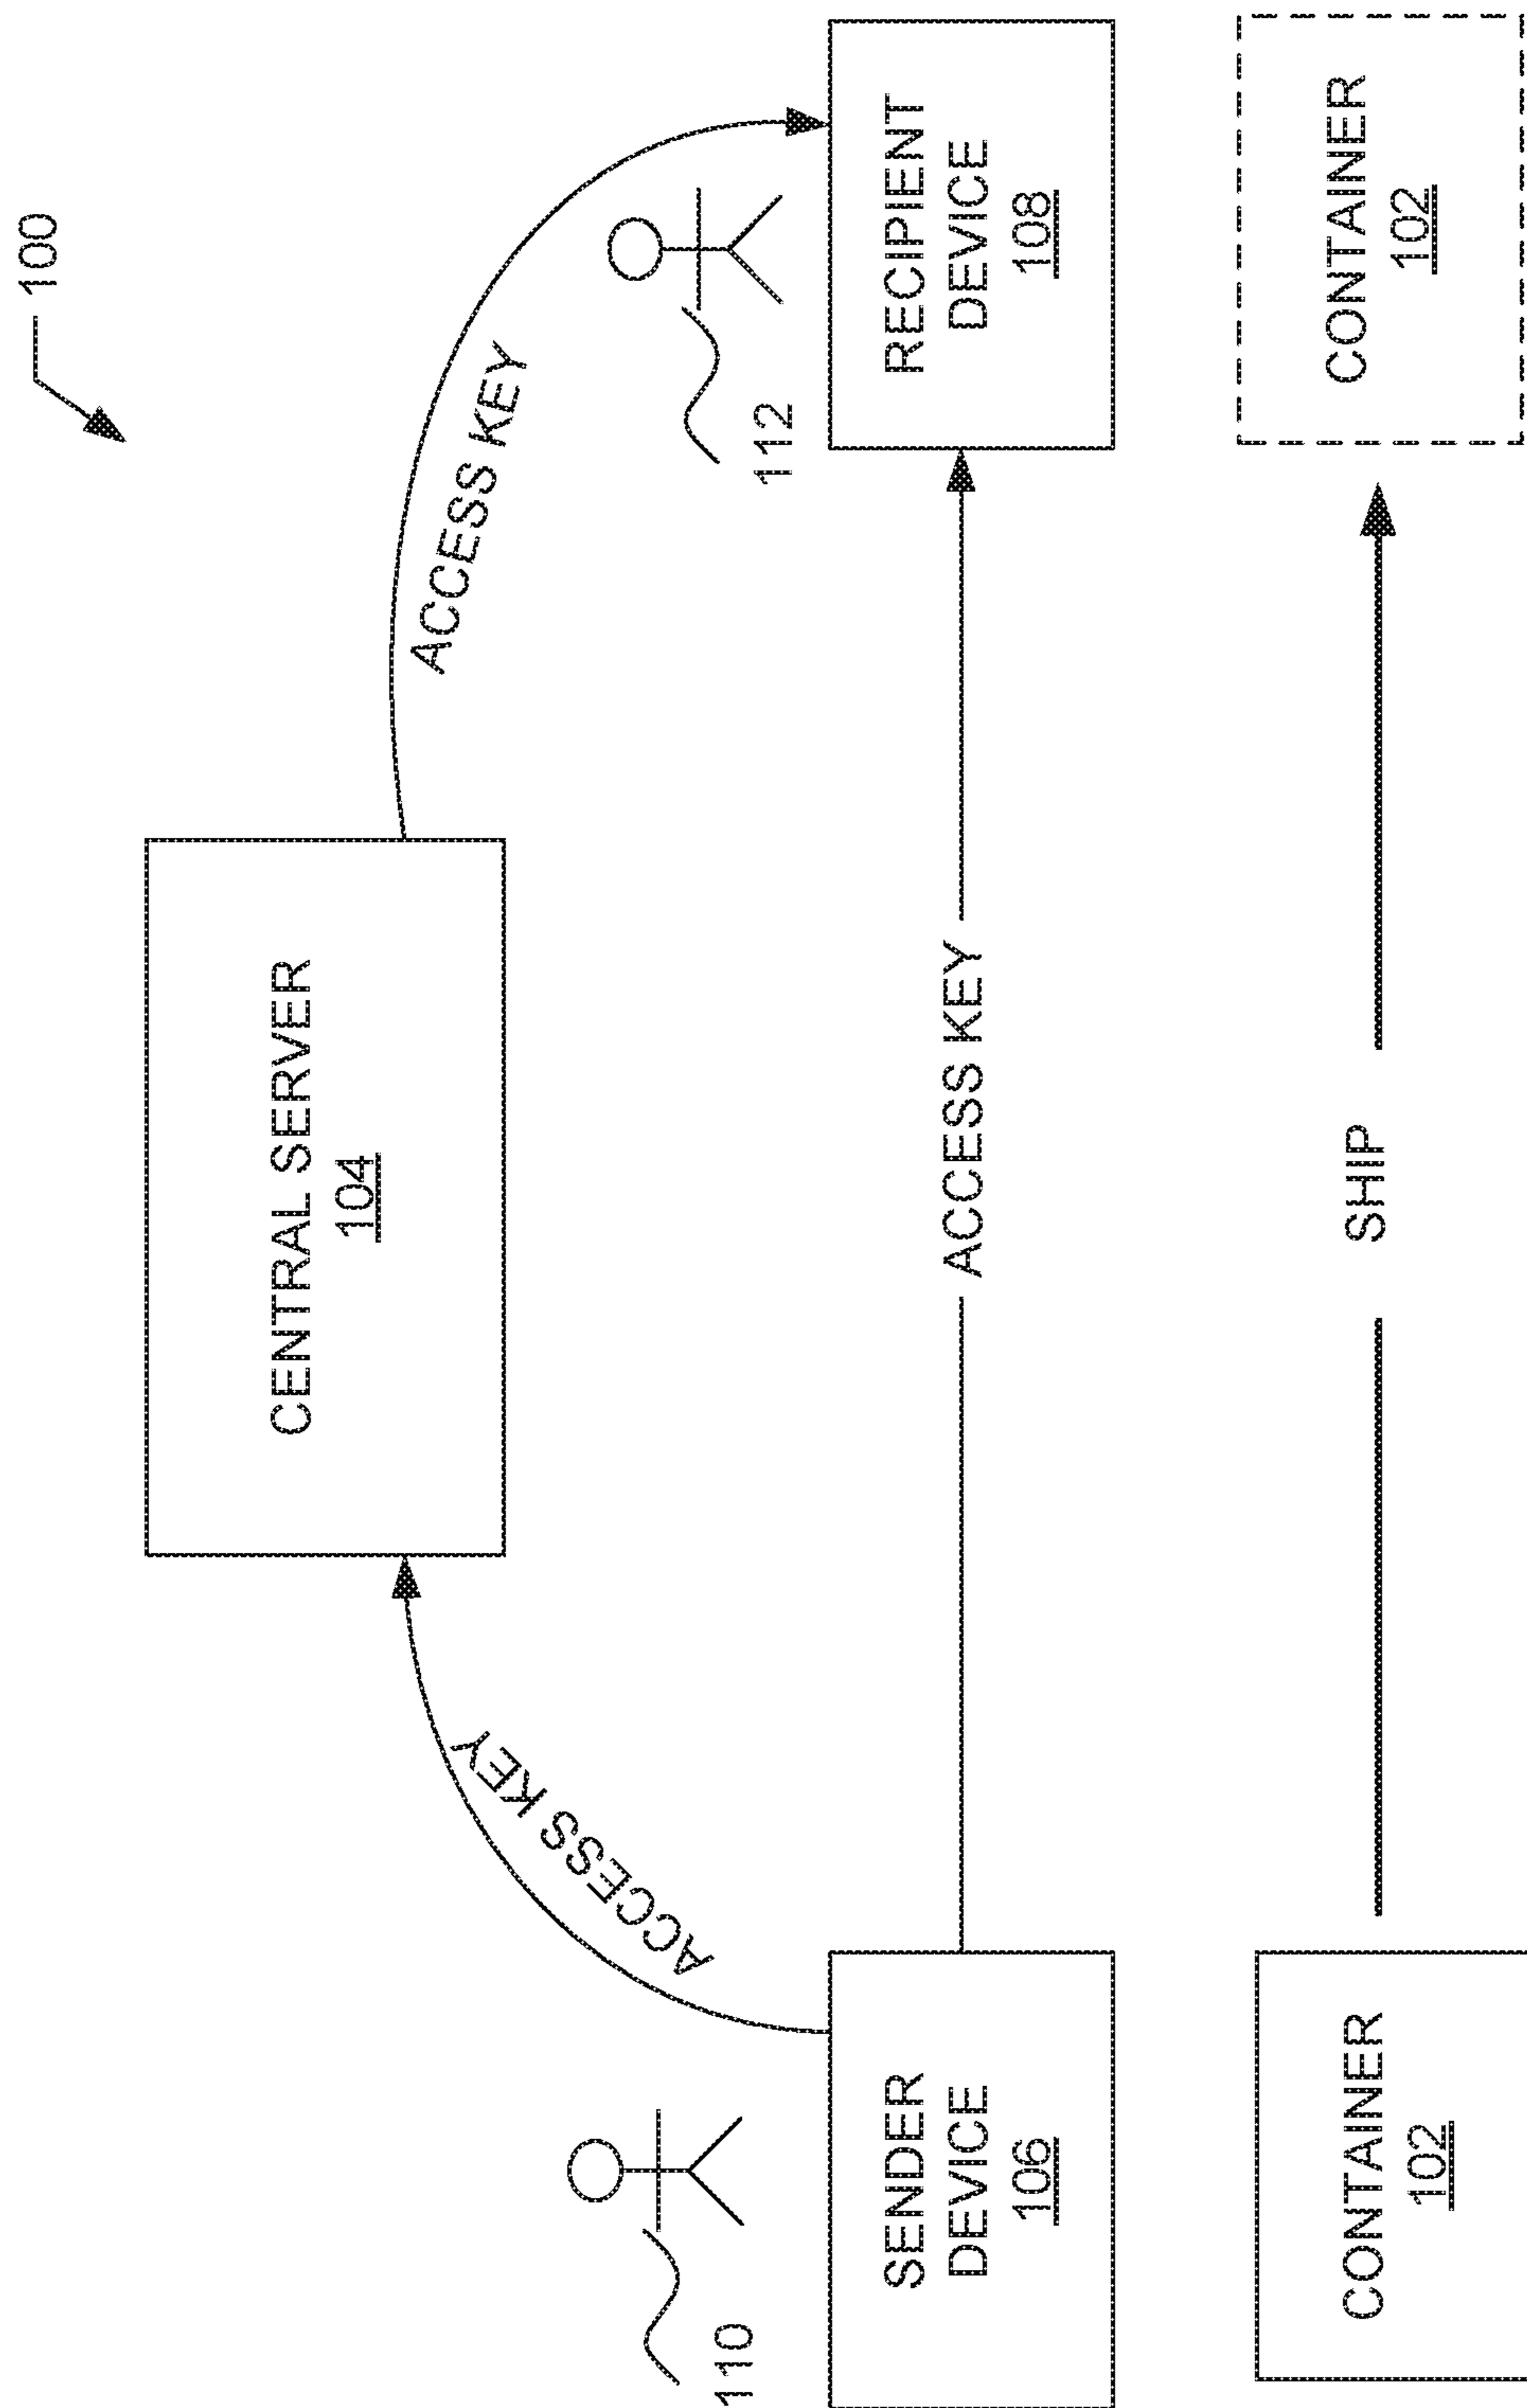 100
CENTRAL SERVER
104
ACCESS KEY
ACCESS KEY
110
112
SENDER
DEVICE
106
ACCESS KEY
RECIPIENT
DEVICE
108
CONTAINER
102
SHIP
CONTAINER
102